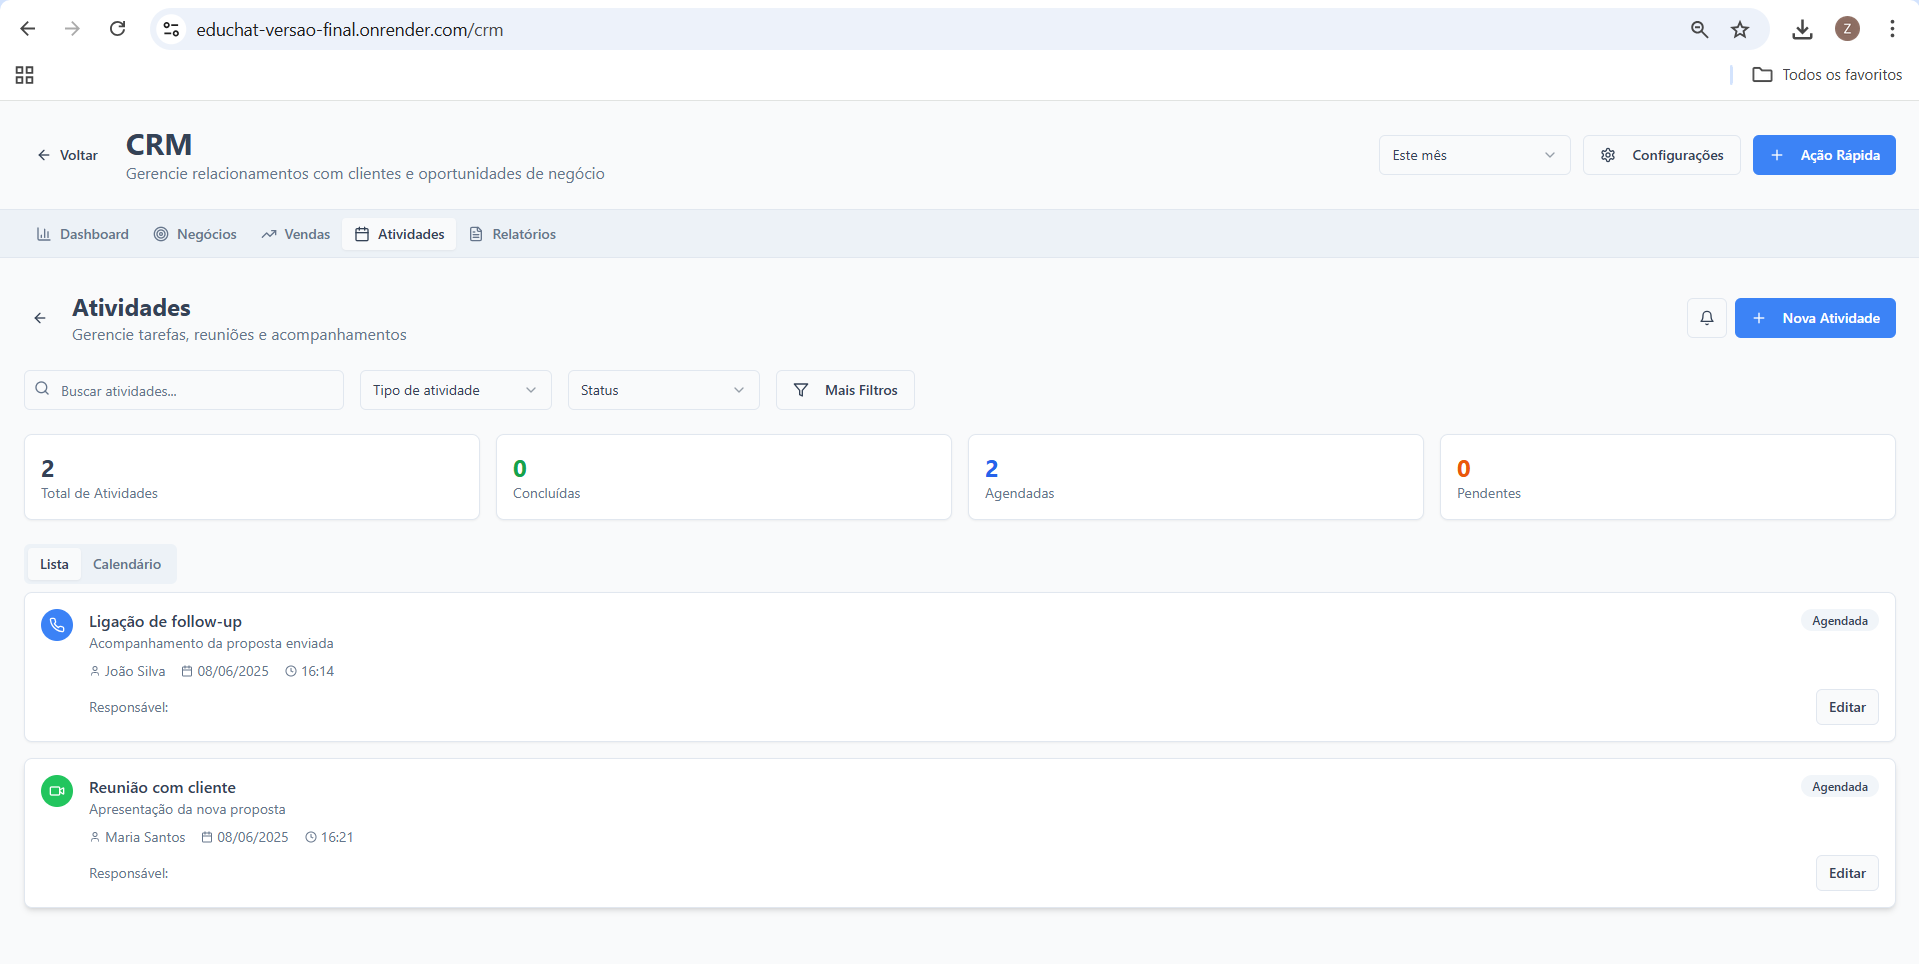 educhat-versao-final.onrender.com/crm
Z
Todos os favoritos
Voltar
CRM
Gerencie relacionamentos com clientes e oportunidades de negócio
Este mês
Configurações
Ação Rápida
Dashboard
Negócios
Vendas
Atividades
Relatórios
Atividades
Gerencie tarefas, reuniões e acompanhamentos
Nova Atividade
Buscar atividades...
Tipo de atividade
Status
Mais Filtros
2
Total de Atividades
0
Concluídas
2
Agendadas
0
Pendentes
Lista
Calendário
Ligação de follow-up
Agendada
Acompanhamento da proposta enviada
João Silva 08/06/2025 16:14
Responsável:
Editar
Reunião com cliente
Agendada
Apresentação da nova proposta
Maria Santos 08/06/2025 16:21
Responsável:
Editar